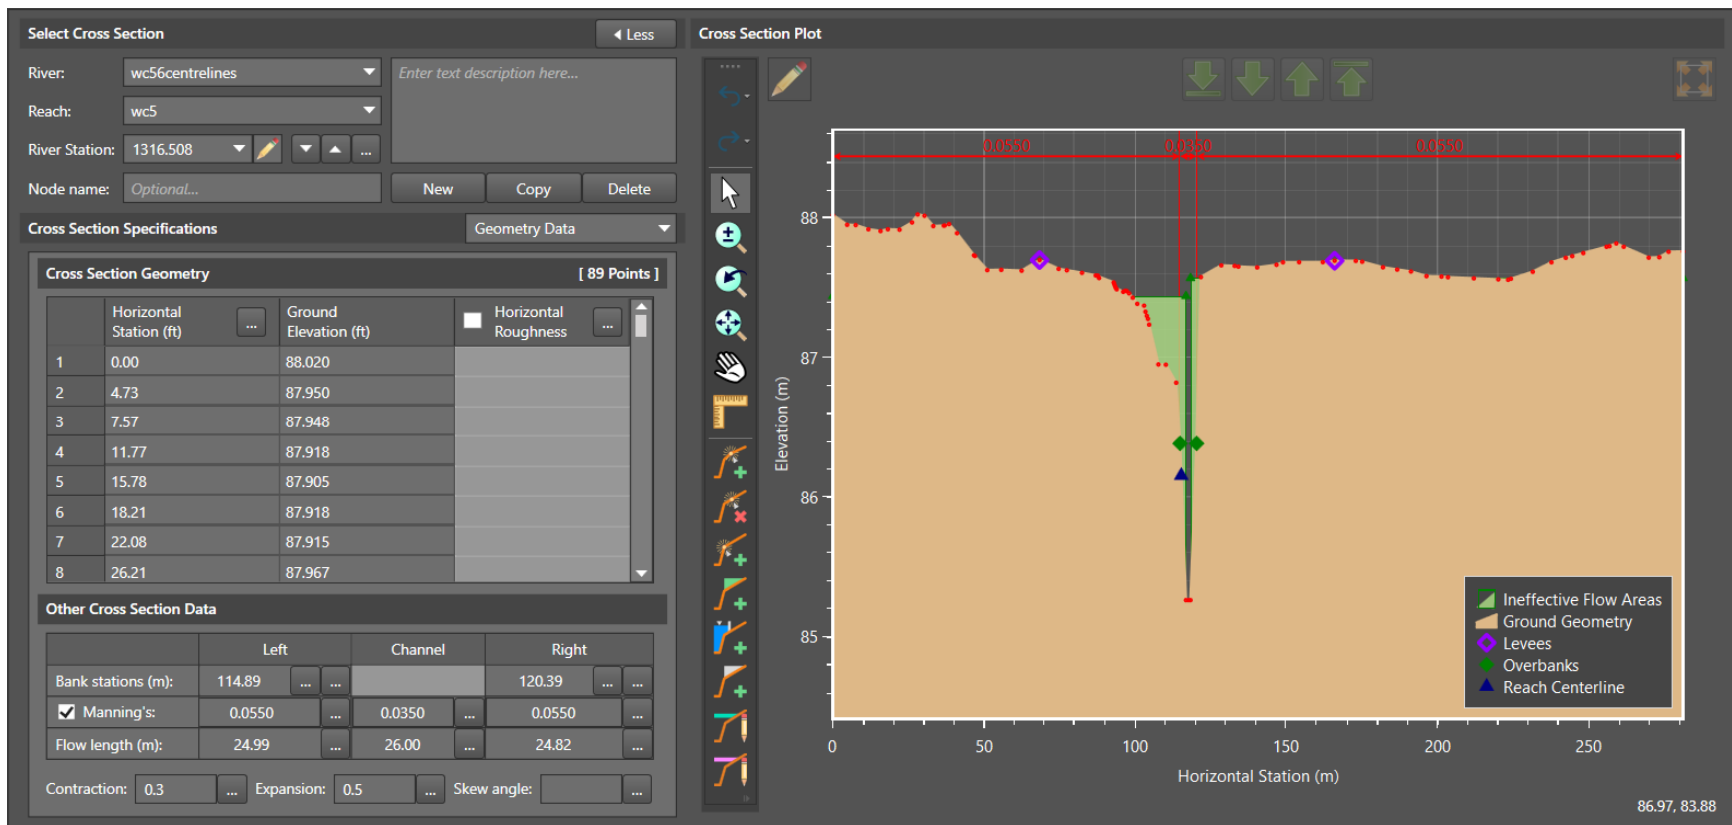 Select Cross Section
Less
River: wc56centrelines
Enter text description here...
Reach: wc5
River Station: 1316.508 ...
Node name: Optional...
New Copy Delete
Cross Section Specifications Geometry Data
Cross Section Geometry [ 89 Points ]
Horizontal Station (ft) ... Ground Elevation (ft) Horizontal Roughness ...
1 0.00 88.020
2 4.73 87.950
3 7.57 87.948
4 11.77 87.918
5 15.78 87.905
6 18.21 87.918
7 22.08 87.915
8 26.21 87.967
Other Cross Section Data
Left Channel Right
Bank stations (m): 114.89 ... ... 120.39 ... ...
Manning's: 0.0550 ... 0.0350 ... 0.0550 ...
Flow length (m): 24.99 ... 26.00 ... 24.82 ...
Contraction: 0.3 ... Expansion: 0.5 ... Skew angle: ...
Cross Section Plot
0.0550 0.0350 0.0550
88
87
86
85
Elevation (m)
Ineffective Flow Areas
Ground Geometry
Levees
Overbanks
Reach Centerline
0 50 100 150 200 250
Horizontal Station (m)
86.97, 83.88